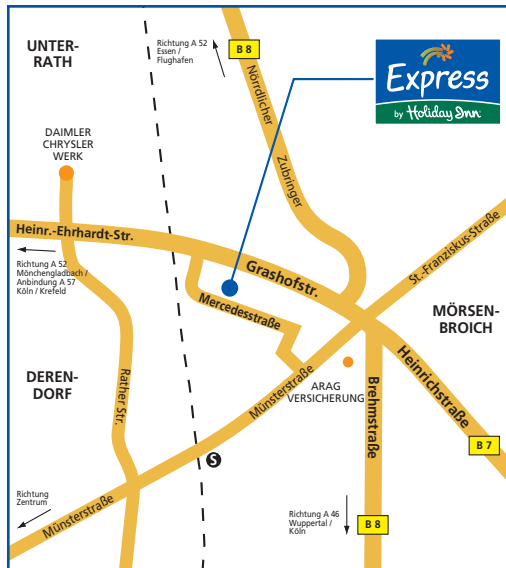 UNTER-
RATH
Richtung A 52
Essen /
Flughafen
B 8
Express
by Holiday Inn
Nörrdlicher
Zubringer
DAIMLER
CHRYSLER
WERK
Heinr.-Ehrhardt-Str.
Grashofstr.
St.-Franziskus-Straße
Richtung A 52
Mönchengladbach /
Anbindung A 57
Köln / Krefeld
Mercedesstraße
MÖRSEN-
BROICH
DEREN-
DORF
Rather Str.
Münsterstraße
ARAG
VERSICHERUNG
Brehmstraße
Heinrichstraße
B 7
S
Richtung
Zentrum
Münsterstraße
Richtung A 46
Wuppertal /
Köln
B 8